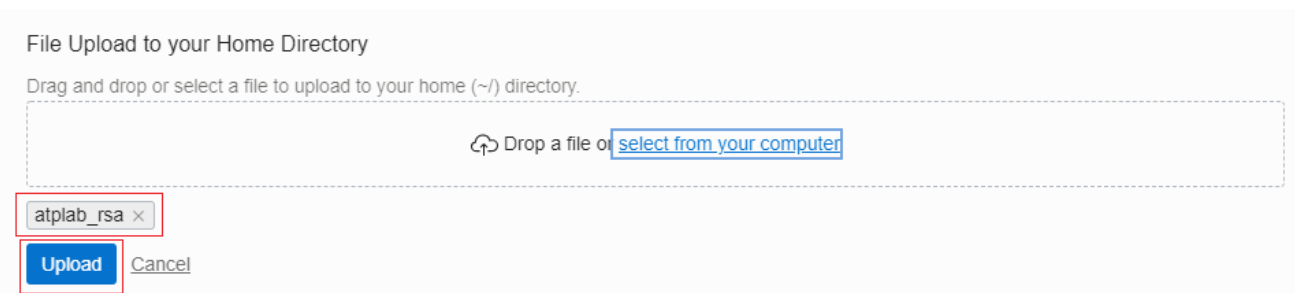 File Upload to your Home Directory
Drag and drop or select a file to upload to your home (~/) directory.
Drop a file or select from your computer
atplab_rsa ×
Upload Cancel